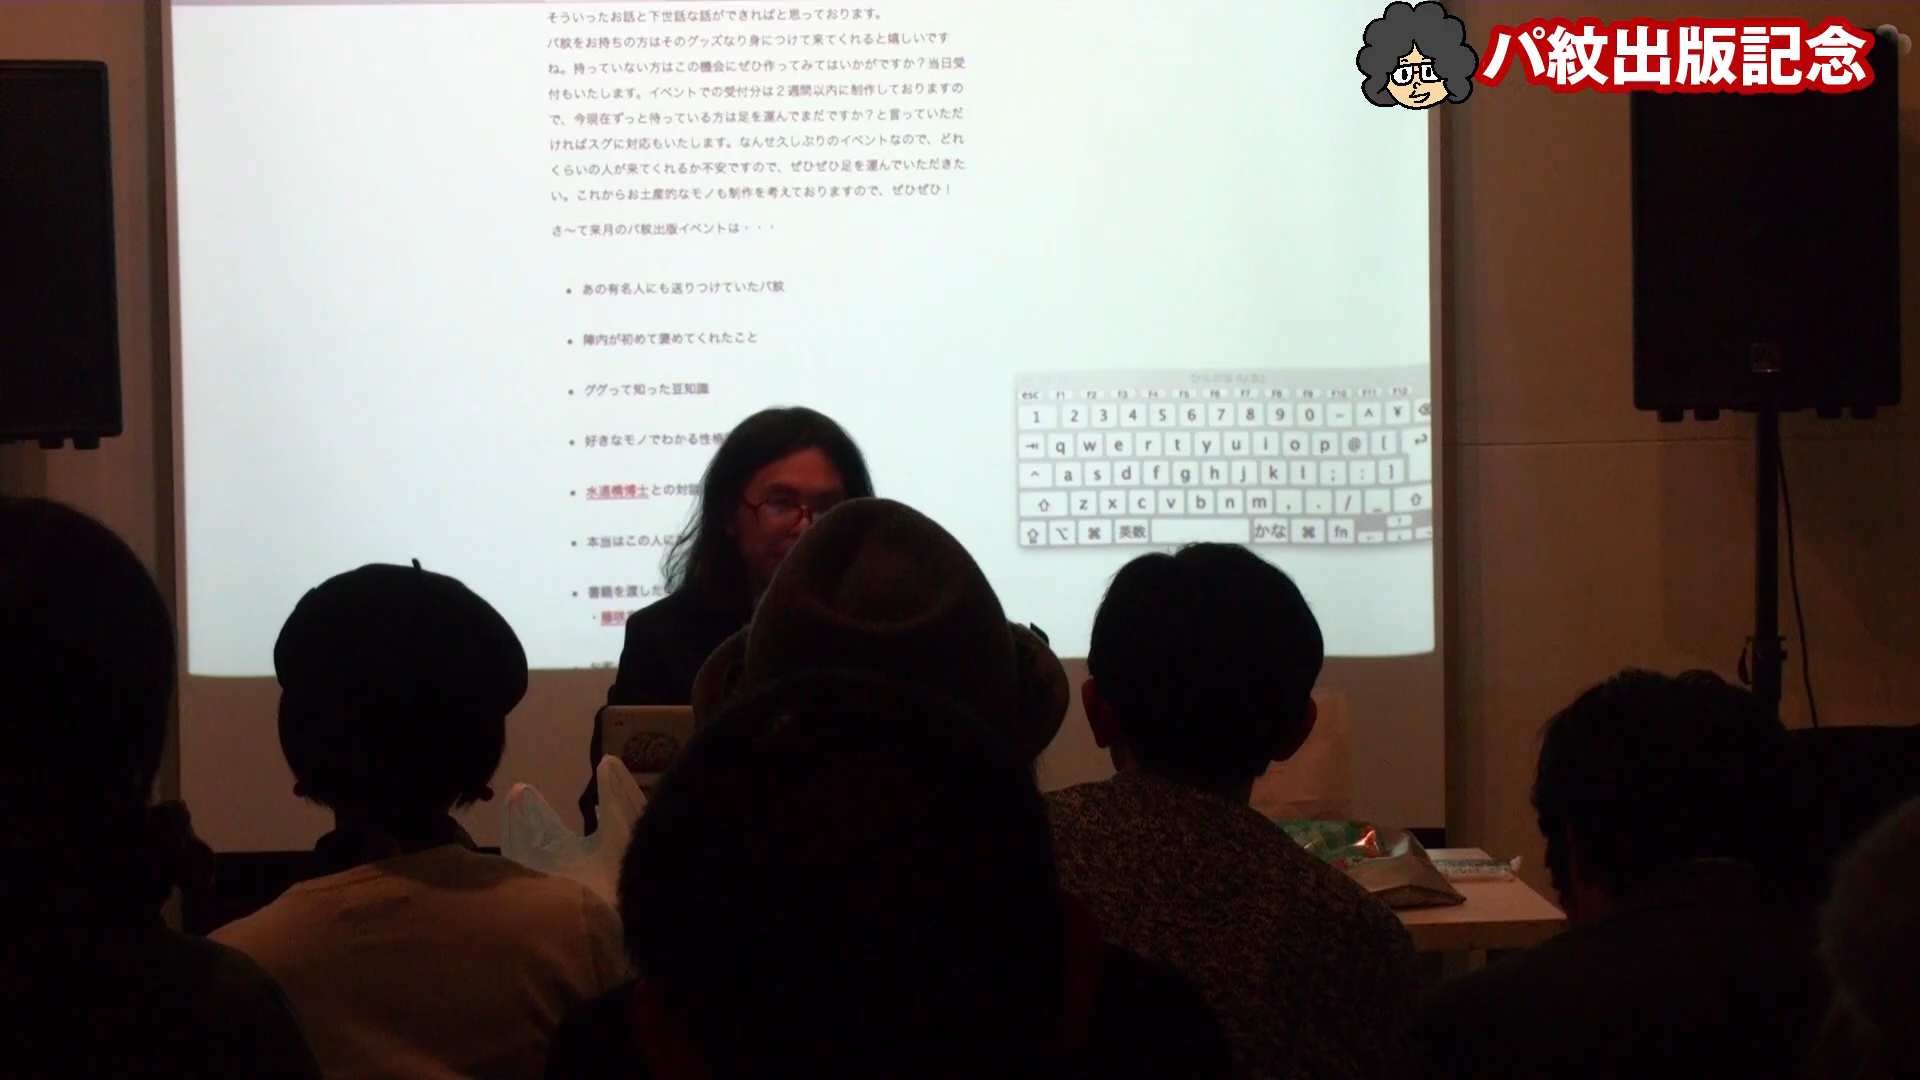 パ紋出版記念
そういったお話と下世話な話ができればと思っております。
パ紋をお持ちの方はそのグッズなり身につけて来てくれると嬉しいです
ね。持っていない方はこの機会にぜひ作ってみてはいかがですか？当日受
付もいたします。イベントでの受付分は２週間以内に制作しておりますの
で、今現在ずっと待っている方は足を運んでまだですか？と言っていただ
ければスグに対応もいたします。なんせ久しぶりのイベントなので、どれ
くらいの人が来てくれるか不安ですので、ぜひぜひ足を運んでいただきた
い。これからお土産的なモノも制作を考えておりますので、ぜひぜひ！
さ〜て来月のパ紋出版イベントは・・・
• あの有名人にも送りつけていたパ紋
• 陣内が初めて褒めてくれたこと
• ググって知った豆知識
• 好きなモノでわかる性格
• 水道橋博士との対談
• 本当はこの人に
• 書籍を渡した
esc F1 F2 F3 F4 F5 F6 F7 F8 F9 F10 F11 F12
1 2 3 4 5 6 7 8 9 0 - ^ ¥
q w e r t y u i o p @ [
^ a s d f g h j k l ; : ]
z x c v b n m , . / _
⌥ ⌘ 英数 かな ⌘ fn